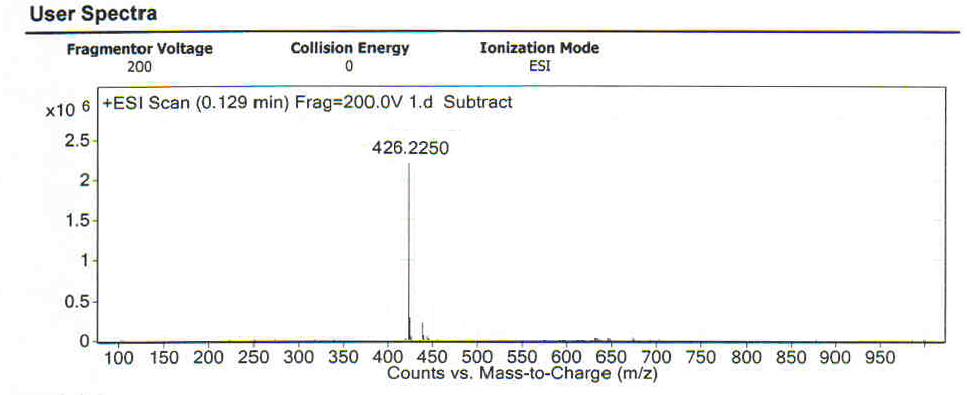 User Spectra
Fragmentor Voltage Collision Energy Ionization Mode
200 0 ESI
x10 6 +ESI Scan (0.129 min) Frag=200.0V 1.d Subtract
426.2250
2.5
2
1.5
1
0.5
0
100 150 200 250 300 350 400 450 500 550 600 650 700 750 800 850 900 950
Counts vs. Mass-to-Charge (m/z)